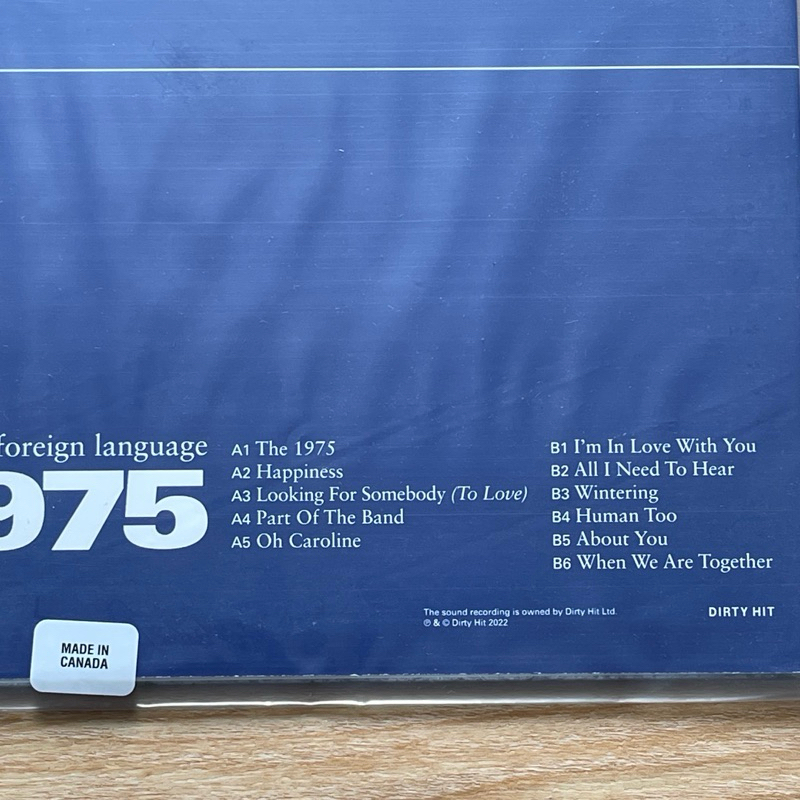 foreign language
975
A1 The 1975
A2 Happiness
A3 Looking For Somebody (To Love)
A4 Part Of The Band
A5 Oh Caroline
B1 I'm In Love With You
B2 All I Need To Hear
B3 Wintering
B4 Human Too
B5 About You
B6 When We Are Together
The sound recording is owned by Dirty Hit Ltd.
℗ & © Dirty Hit 2022
DIRTY HIT
MADE IN
CANADA